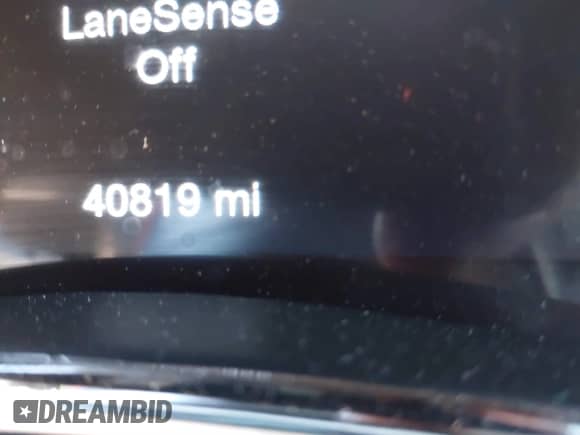 LaneSense
Off
40819 mi
DREAMBID